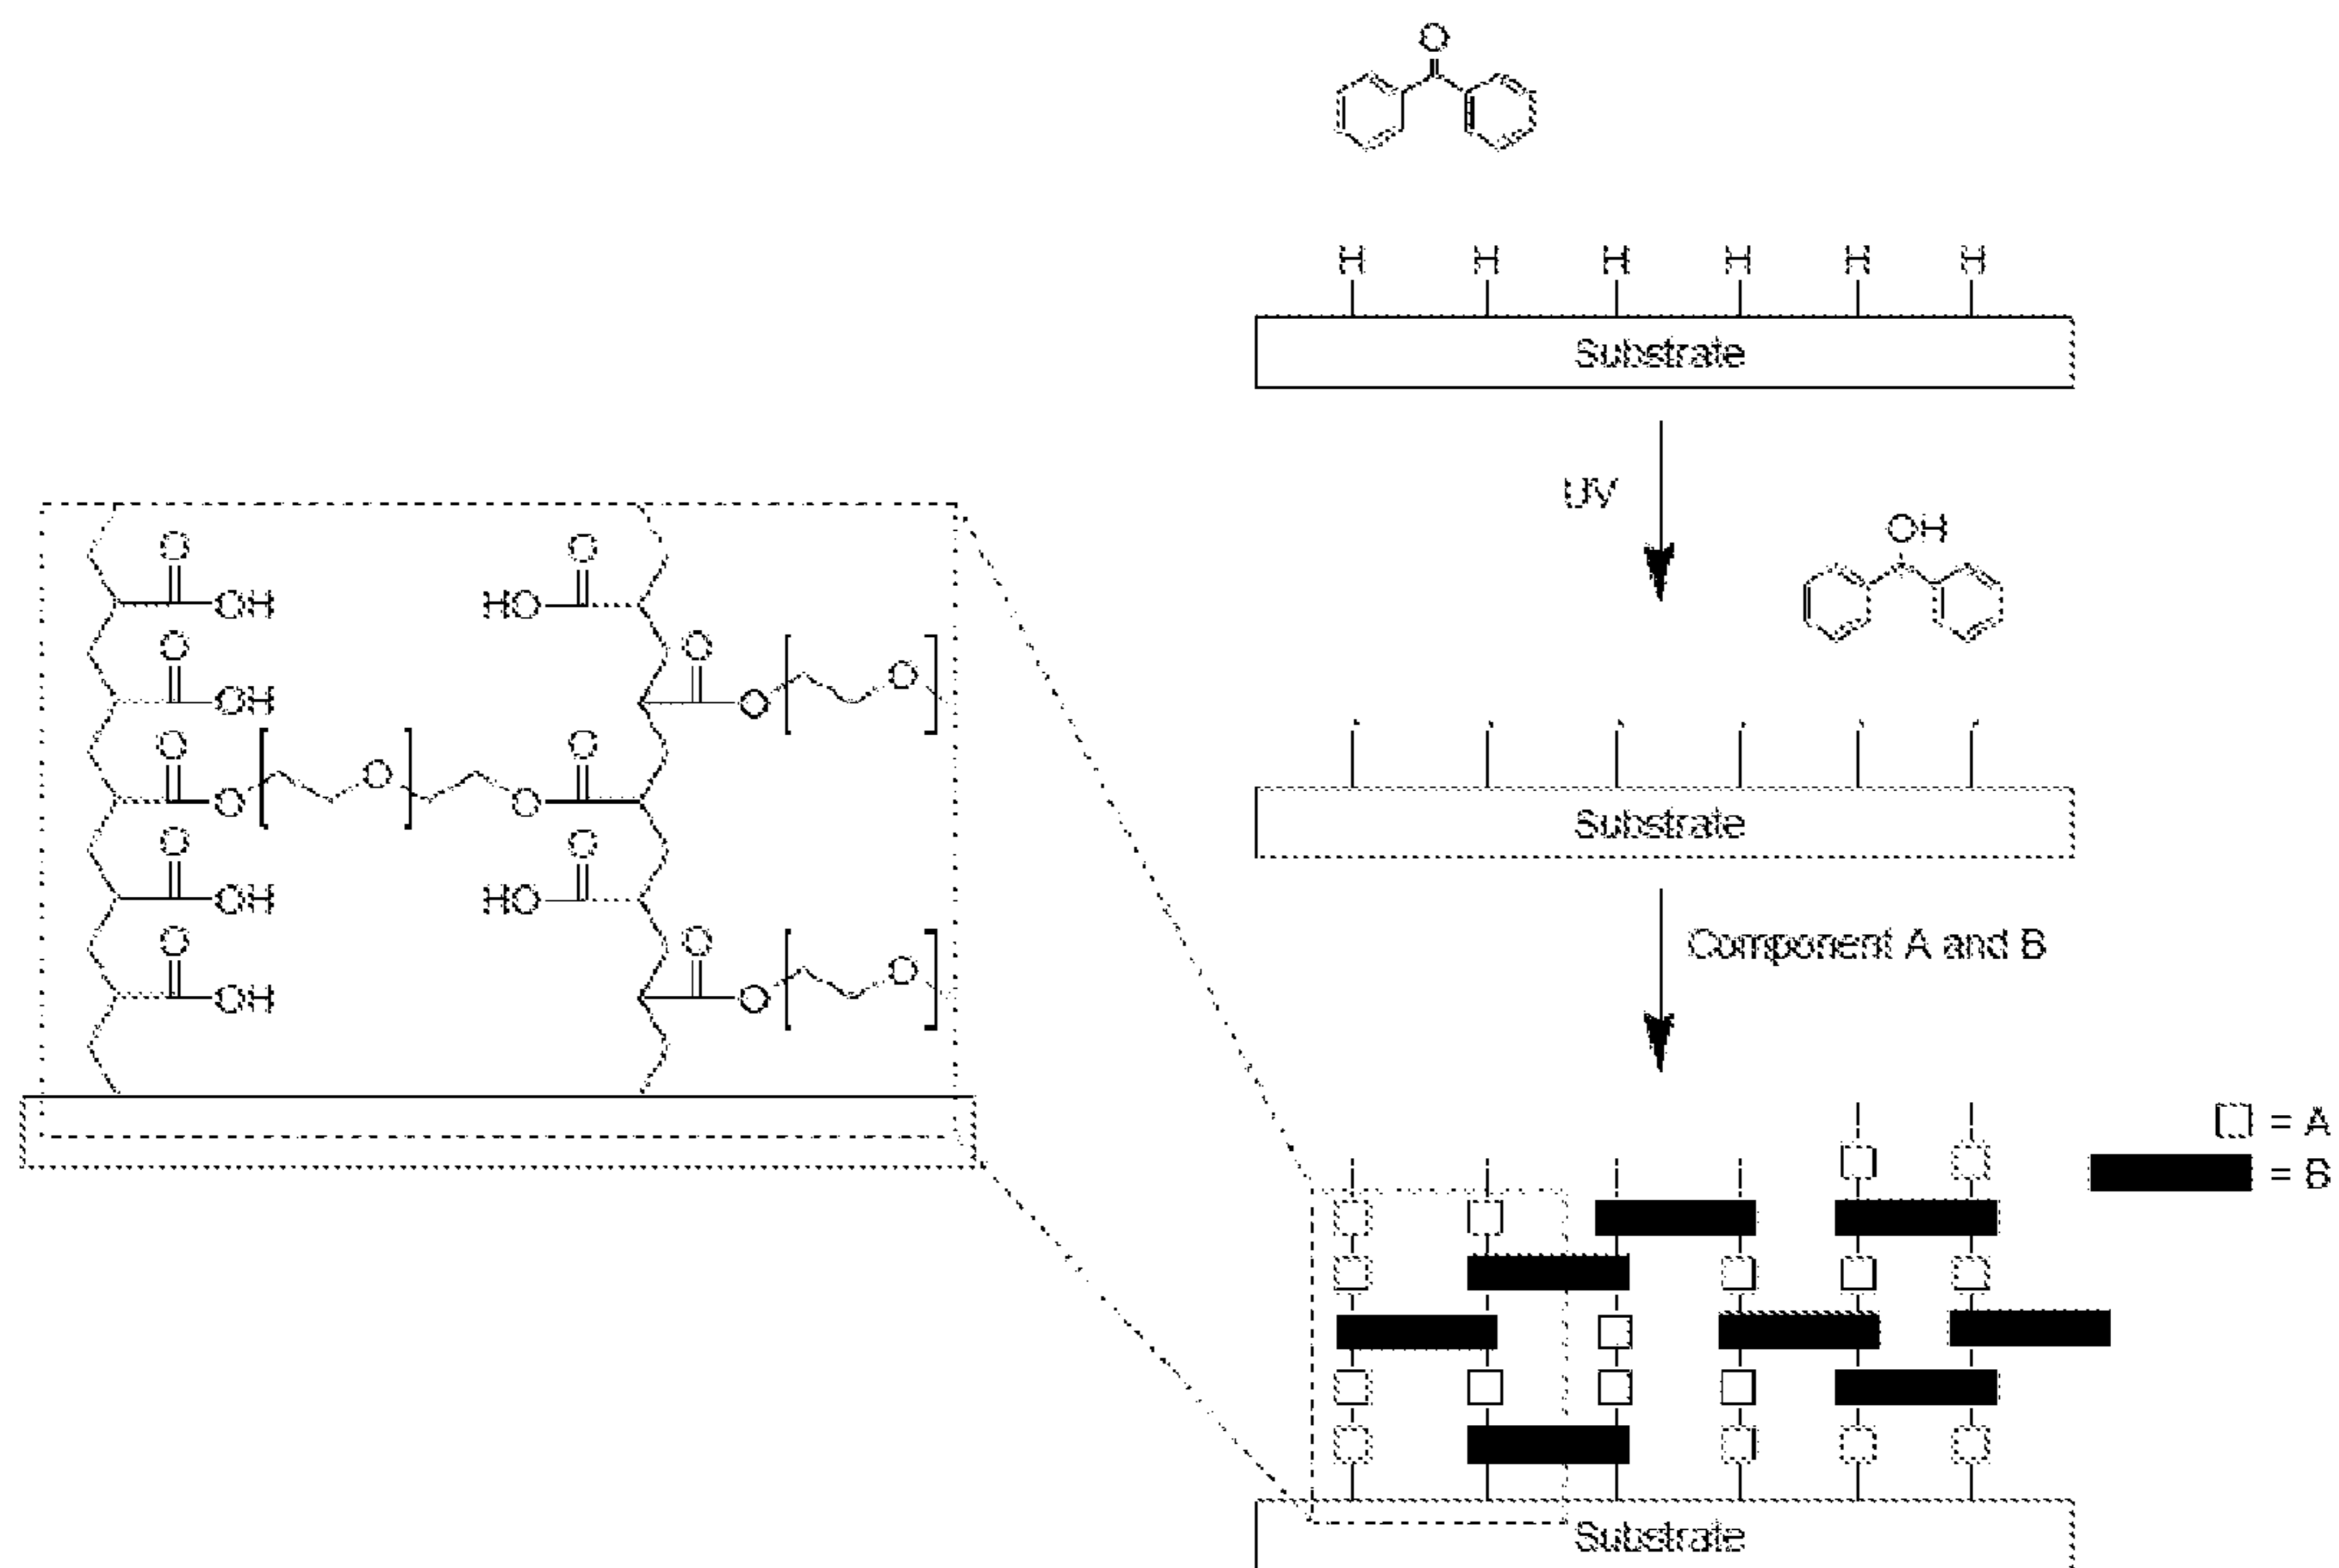 O
H H H H H H
Substrate
UV
OH
Substrate
Component A and B
O O
OH HO
O O O
OH O
O O O
O O O
O O
OH HO
O O O
OH O
= A
= B
Substrate